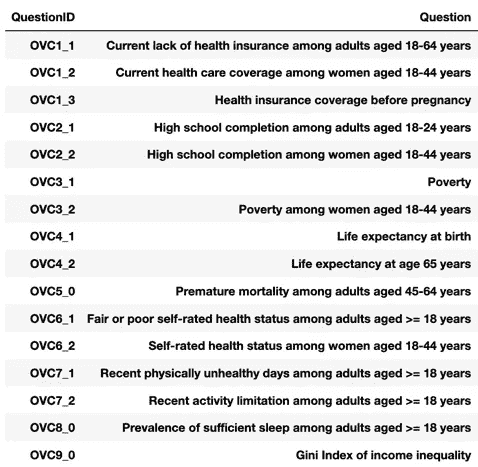 QuestionID Question
OVC1_1 Current lack of health insurance among adults aged 18-64 years
OVC1_2 Current health care coverage among women aged 18-44 years
OVC1_3 Health insurance coverage before pregnancy
OVC2_1 High school completion among adults aged 18-24 years
OVC2_2 High school completion among women aged 18-44 years
OVC3_1 Poverty
OVC3_2 Poverty among women aged 18-44 years
OVC4_1 Life expectancy at birth
OVC4_2 Life expectancy at age 65 years
OVC5_0 Premature mortality among adults aged 45-64 years
OVC6_1 Fair or poor self-rated health status among adults aged >= 18 years
OVC6_2 Self-rated health status among women aged 18-44 years
OVC7_1 Recent physically unhealthy days among adults aged >= 18 years
OVC7_2 Recent activity limitation among adults aged >= 18 years
OVC8_0 Prevalence of sufficient sleep among adults aged >= 18 years
OVC9_0 Gini Index of income inequality